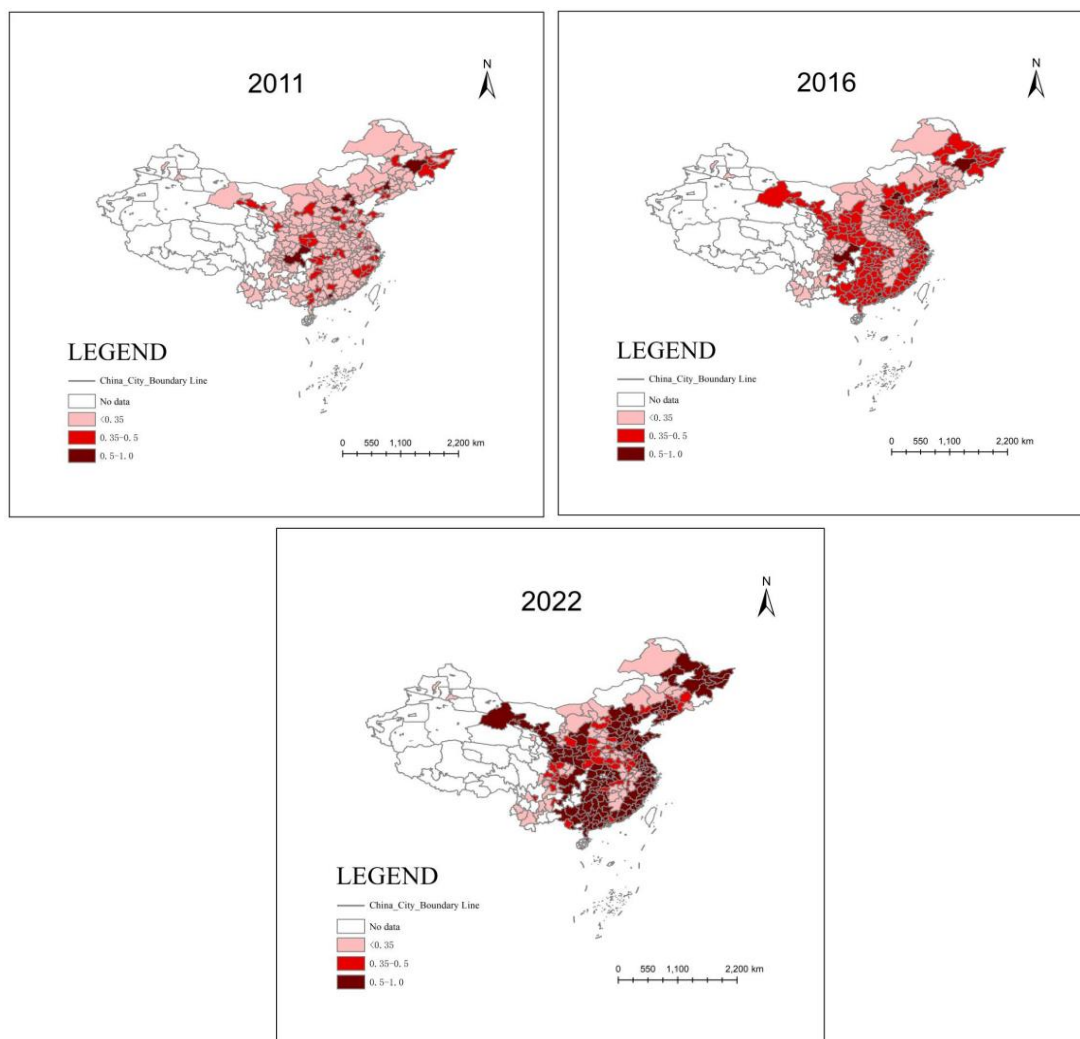 2011
N
LEGEND
China_City_Boundary Line
No data
<0.35
0.35-0.5
0.5-1.0
0 550 1,100 2,200 km
2016
N
LEGEND
China_City_Boundary Line
No data
<0.35
0.35-0.5
0.5-1.0
0 550 1,100 2,200 km
2022
N
LEGEND
China_City_Boundary Line
No data
<0.35
0.35-0.5
0.5-1.0
0 550 1,100 2,200 km